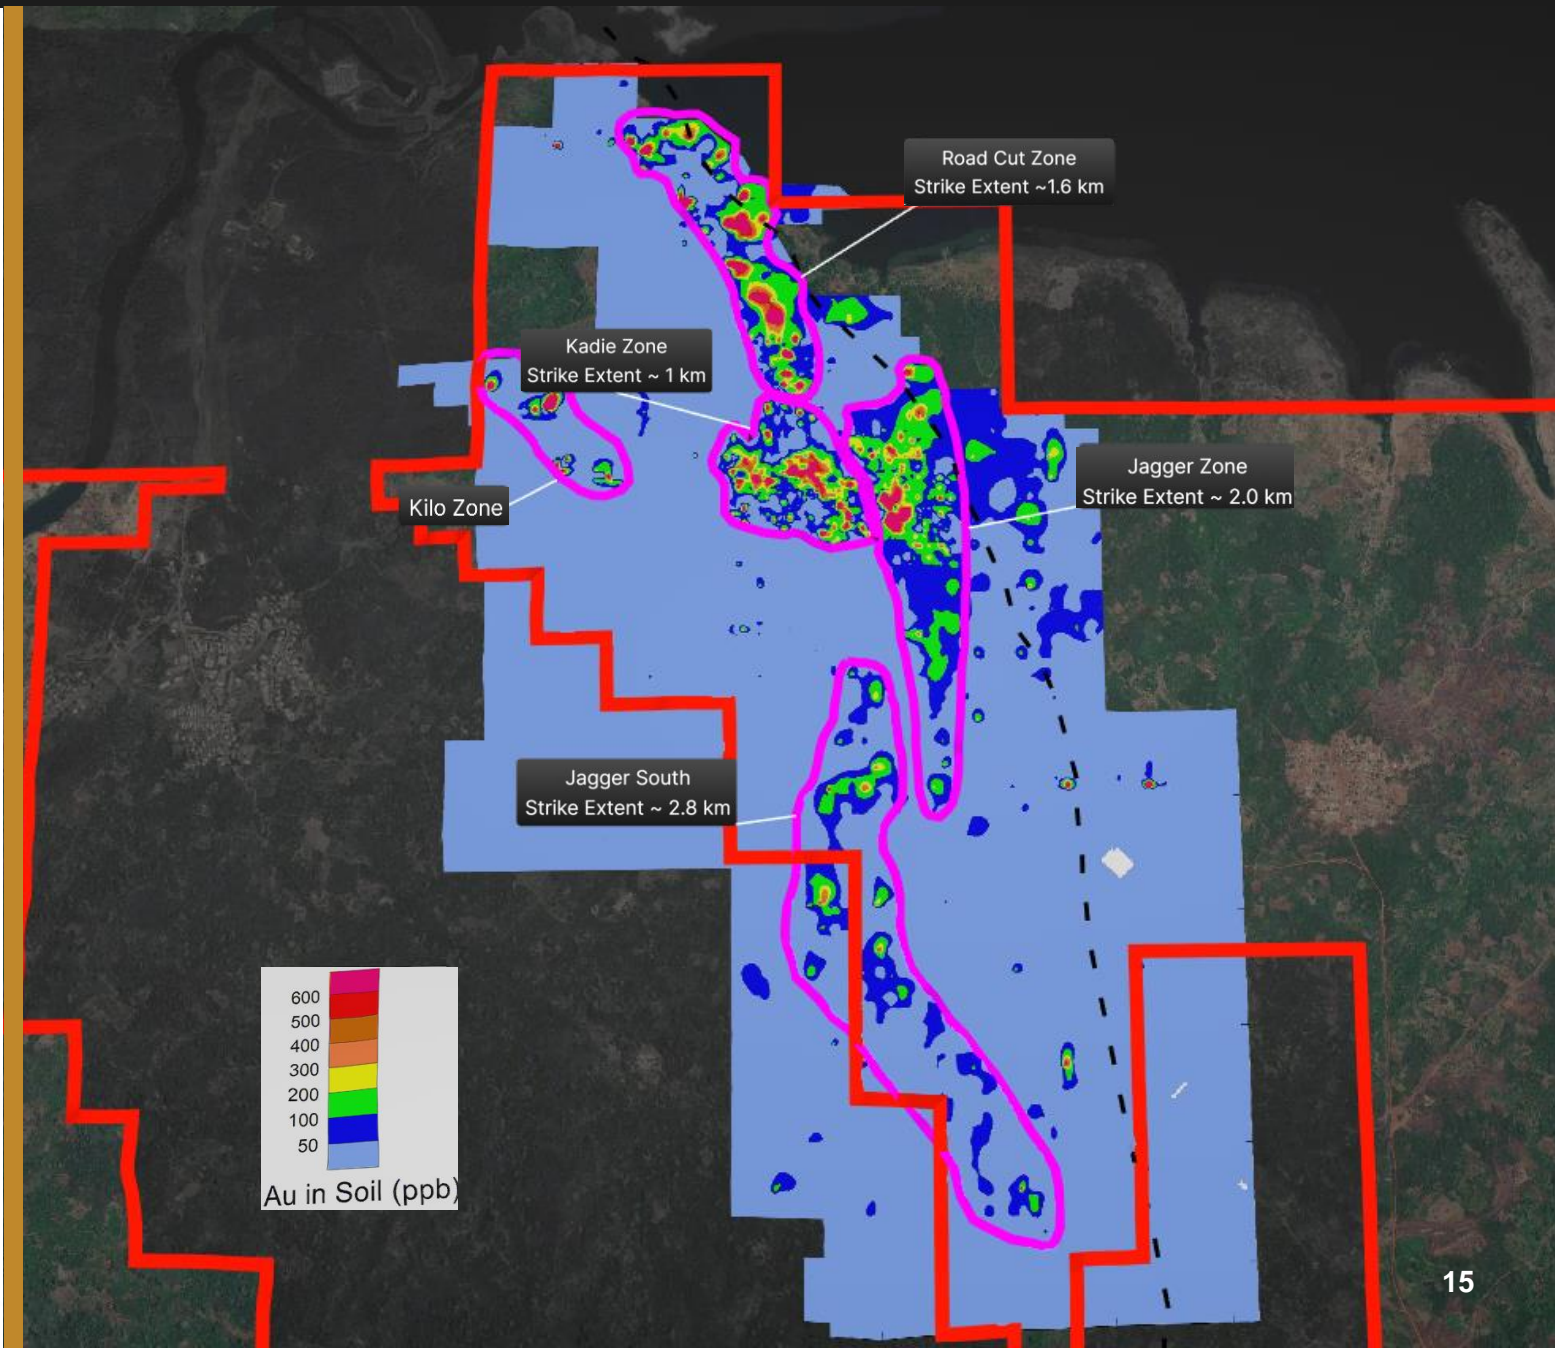 Road Cut Zone
Strike Extent ~1.6 km
Kadie Zone
Strike Extent ~ 1 km
Jagger Zone
Strike Extent ~ 2.0 km
Kilo Zone
Jagger South
Strike Extent ~ 2.8 km
600
500
400
300
200
100
50
Au in Soil (ppb)
15